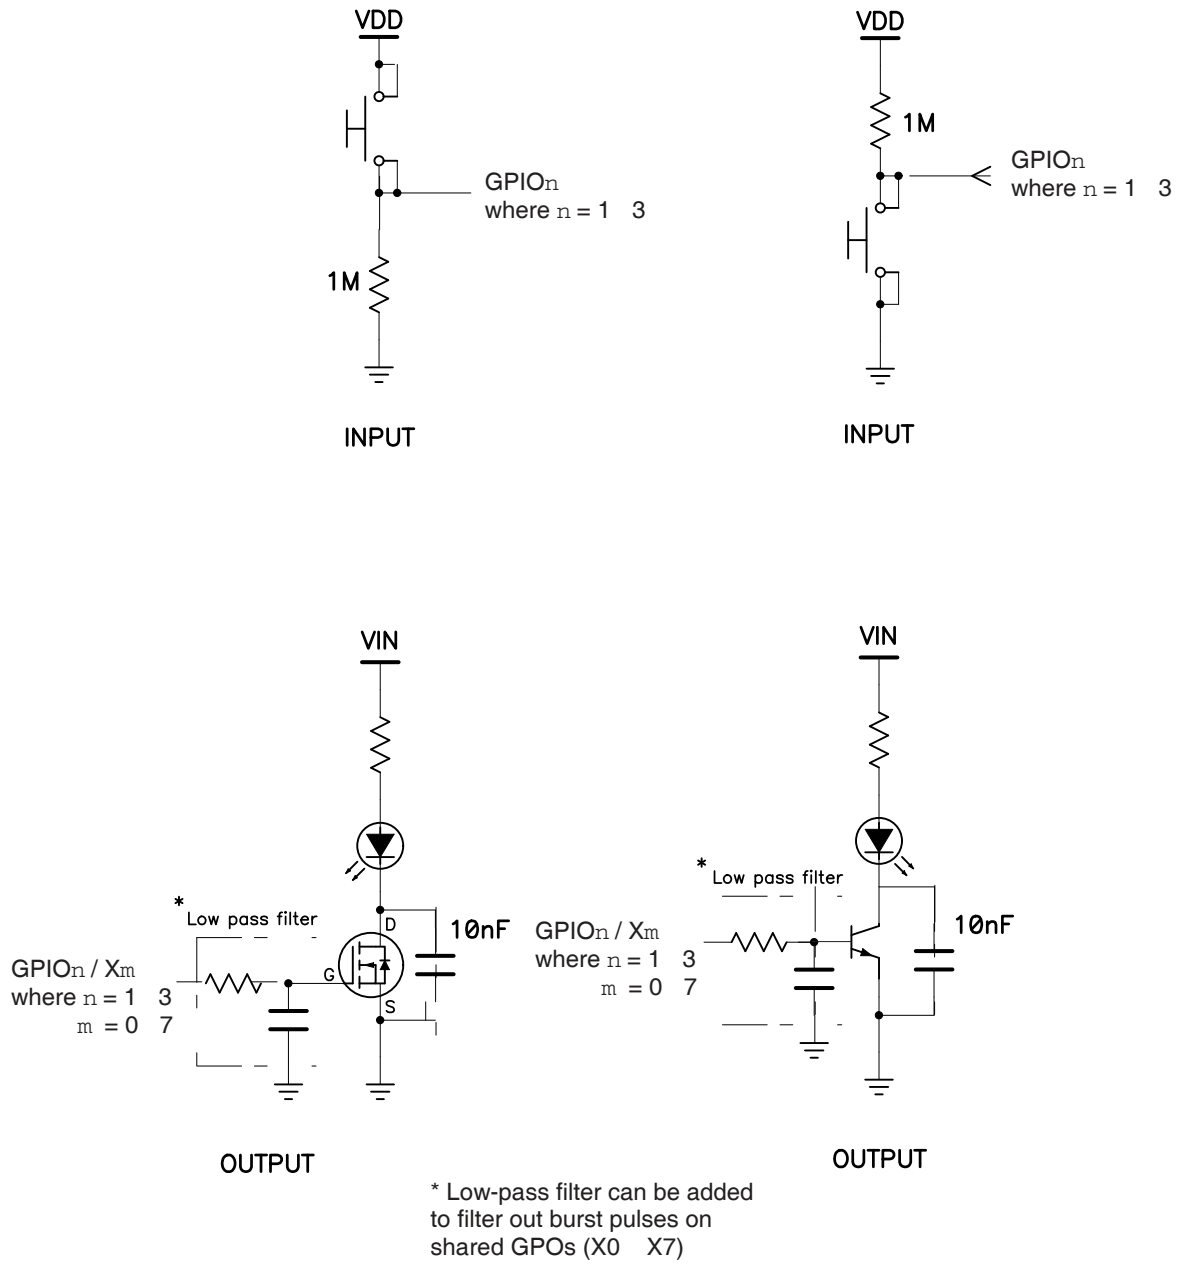 VDD
1M
GPIOn
where n = 1 3
INPUT
VDD
1M
GPIOn
where n = 1 3
INPUT
VIN
*
Low pass filter
D
10nF
G
S
GPIOn / Xm
where n = 1 3
m = 0 7
OUTPUT
VIN
*
Low pass filter
10nF
GPIOn / Xm
where n = 1 3
m = 0 7
OUTPUT
* Low-pass filter can be added
to filter out burst pulses on
shared GPOs (X0 X7)